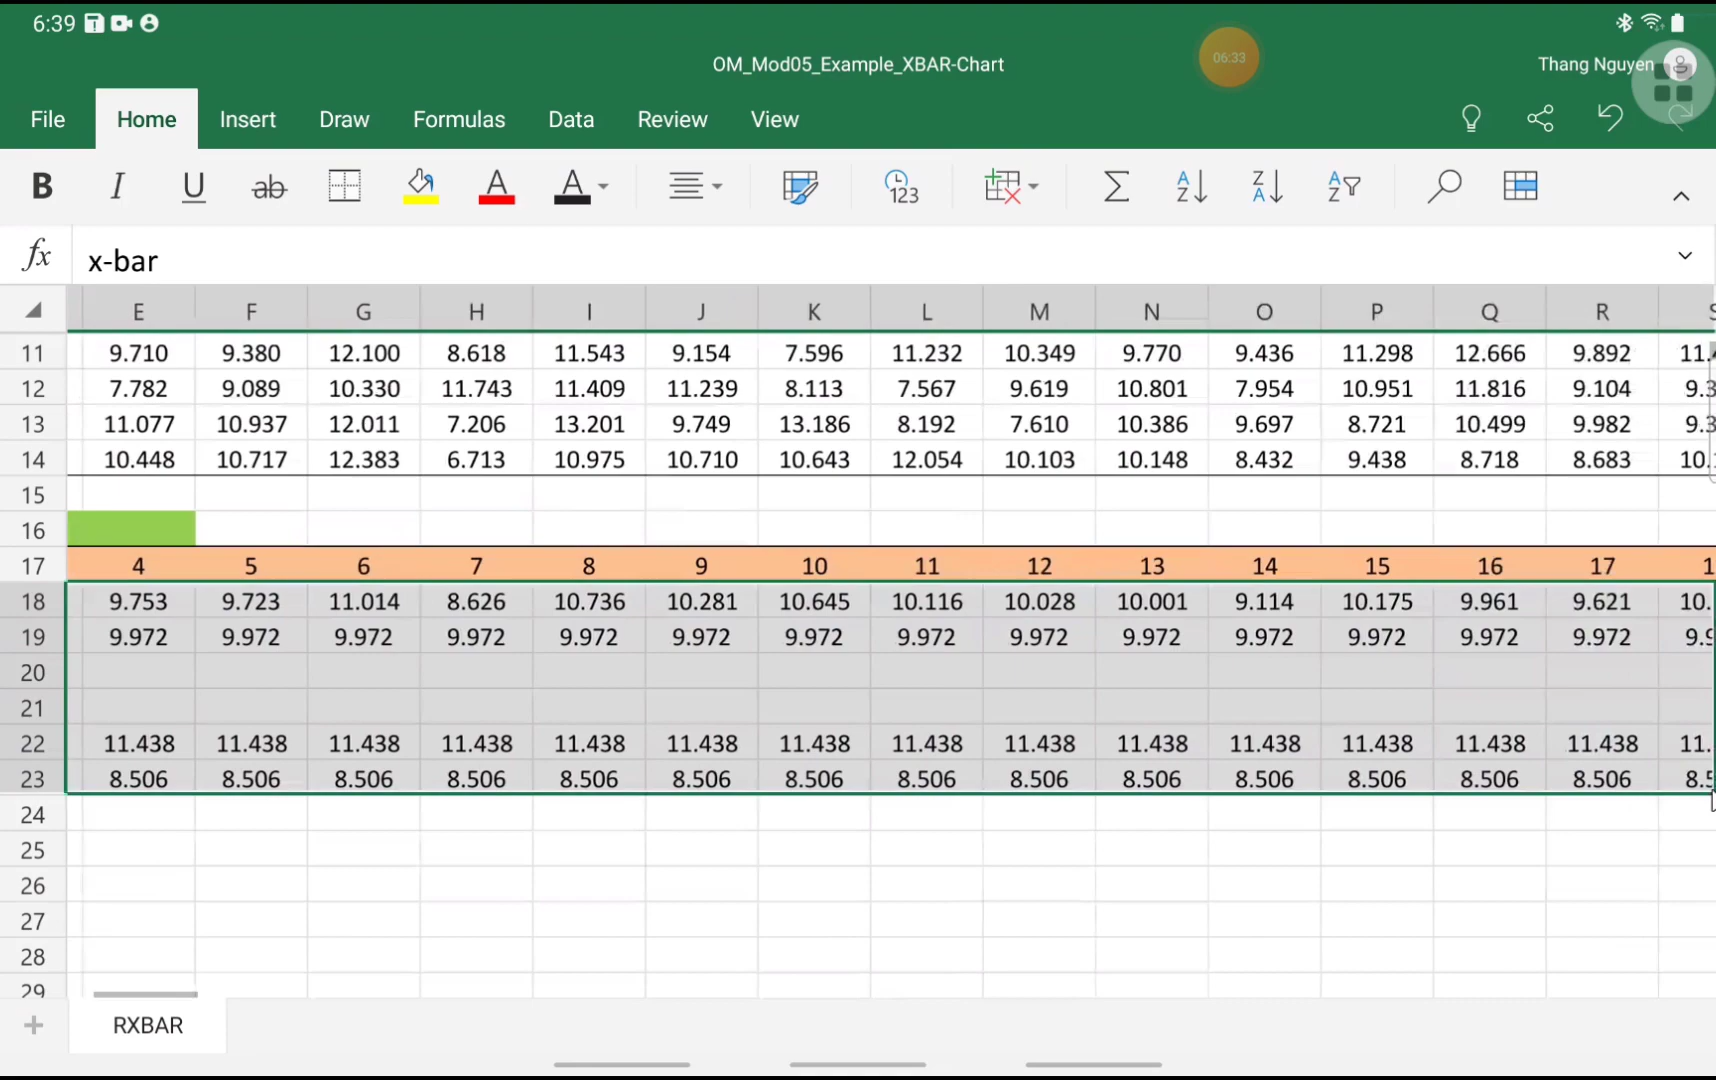 6:39
OM_Mod05_Example_XBAR-Chart
06:33
Thang Nguyen
File Home Insert Draw Formulas Data Review View
B I U ab A A 123 Σ A Z Z A A Z
fx x-bar
E F G H I J K L M N O P Q R
11 9.710 9.380 12.100 8.618 11.543 9.154 7.596 11.232 10.349 9.770 9.436 11.298 12.666 9.892 11.
12 7.782 9.089 10.330 11.743 11.409 11.239 8.113 7.567 9.619 10.801 7.954 10.951 11.816 9.104 9.3
13 11.077 10.937 12.011 7.206 13.201 9.749 13.186 8.192 7.610 10.386 9.697 8.721 10.499 9.982 9.3
14 10.448 10.717 12.383 6.713 10.975 10.710 10.643 12.054 10.103 10.148 8.432 9.438 8.718 8.683 10.
15
16
17 4 5 6 7 8 9 10 11 12 13 14 15 16 17 1
18 9.753 9.723 11.014 8.626 10.736 10.281 10.645 10.116 10.028 10.001 9.114 10.175 9.961 9.621 10.
19 9.972 9.972 9.972 9.972 9.972 9.972 9.972 9.972 9.972 9.972 9.972 9.972 9.972 9.972 9.9
20
21
22 11.438 11.438 11.438 11.438 11.438 11.438 11.438 11.438 11.438 11.438 11.438 11.438 11.438 11.438 11.
23 8.506 8.506 8.506 8.506 8.506 8.506 8.506 8.506 8.506 8.506 8.506 8.506 8.506 8.506 8.5
24
25
26
27
28
29
RXBAR